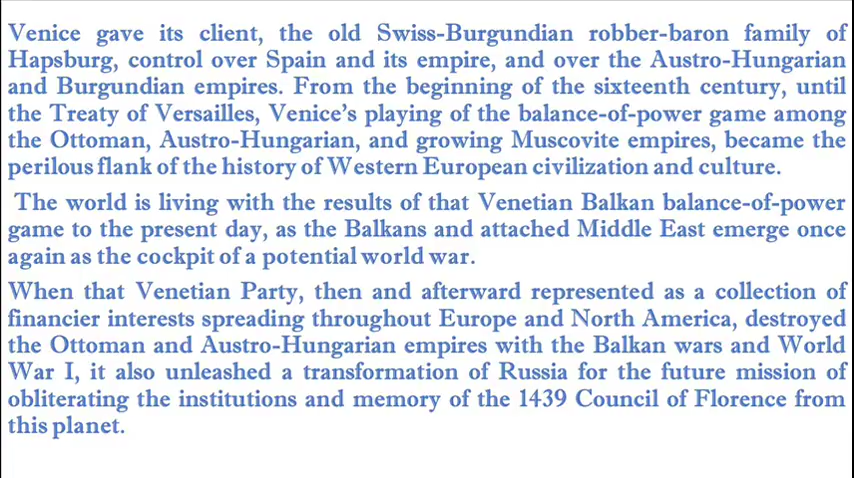 Venice gave its client, the old Swiss-Burgundian robber-baron family of
Hapsburg, control over Spain and its empire, and over the Austro-Hungarian
and Burgundian empires. From the beginning of the sixteenth century, until
the Treaty of Versailles, Venice's playing of the balance-of-power game among
the Ottoman, Austro-Hungarian, and growing Muscovite empires, became the
perilous flank of the history of Western European civilization and culture.
The world is living with the results of that Venetian Balkan balance-of-power
game to the present day, as the Balkans and attached Middle East emerge once
again as the cockpit of a potential world war.
When that Venetian Party, then and afterward represented as a collection of
financier interests spreading throughout Europe and North America, destroyed
the Ottoman and Austro-Hungarian empires with the Balkan wars and World
War I, it also unleashed a transformation of Russia for the future mission of
obliterating the institutions and memory of the 1439 Council of Florence from
this planet.